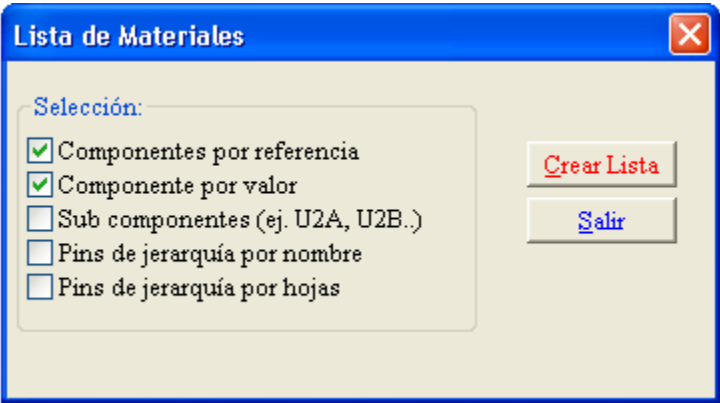 Lista de Materiales
Selección:
Componentes por referencia
Componente por valor
Sub componentes (ej. U2A, U2B..)
Pins de jerarquía por nombre
Pins de jerarquía por hojas
Crear Lista
Salir